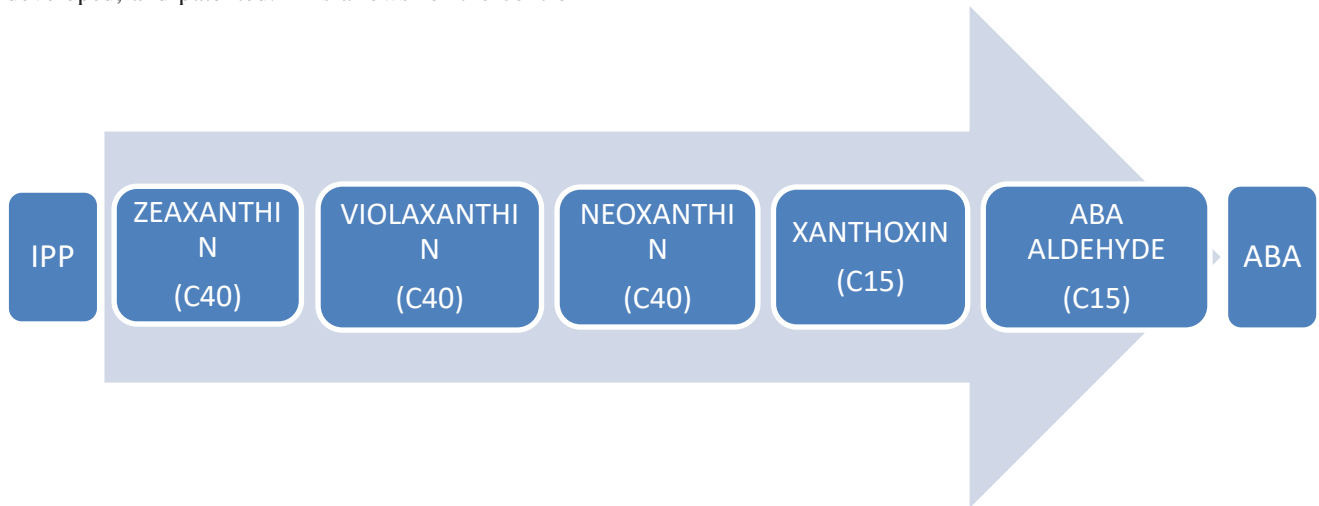 IPP
ZEAXANTHI
N
(C40)
VIOLAXANTHI
N
(C40)
NEOXANTHI
N
(C40)
XANTHOXIN
(C15)
ABA
ALDEHYDE
(C15)
ABA